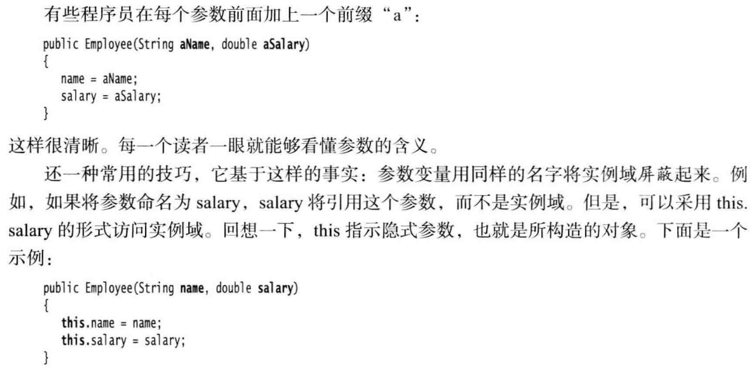 有些程序员在每个参数前面加上一个前缀“a”：
public Employee(String aName, double aSalary)
{
name = aName;
salary = aSalary;
}
这样很清晰。每一个读者一眼就能够看懂参数的含义。
还一种常用的技巧，它基于这样的事实：参数变量用同样的名字将实例域屏蔽起来。例
如，如果将参数命名为 salary，salary 将引用这个参数，而不是实例域。但是，可以采用 this.
salary 的形式访问实例域。回想一下，this 指示隐式参数，也就是所构造的对象。下面是一个
示例：
public Employee(String name, double salary)
{
this.name = name;
this.salary = salary;
}